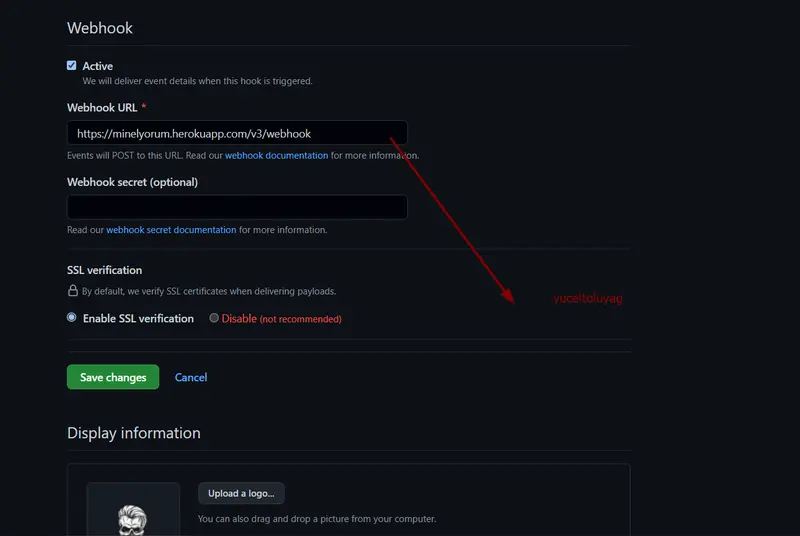 Webhook
Active
We will deliver event details when this hook is triggered.
Webhook URL *
https://minelyorum.herokuapp.com/v3/webhook
Events will POST to this URL. Read our webhook documentation for more information.
Webhook secret (optional)
Read our webhook secret documentation for more information.
SSL verification
By default, we verify SSL certificates when delivering payloads.
yuceltoluyag
Enable SSL verification Disable (not recommended)
Save changes Cancel
Display information
Upload a logo...
You can also drag and drop a picture from your computer.